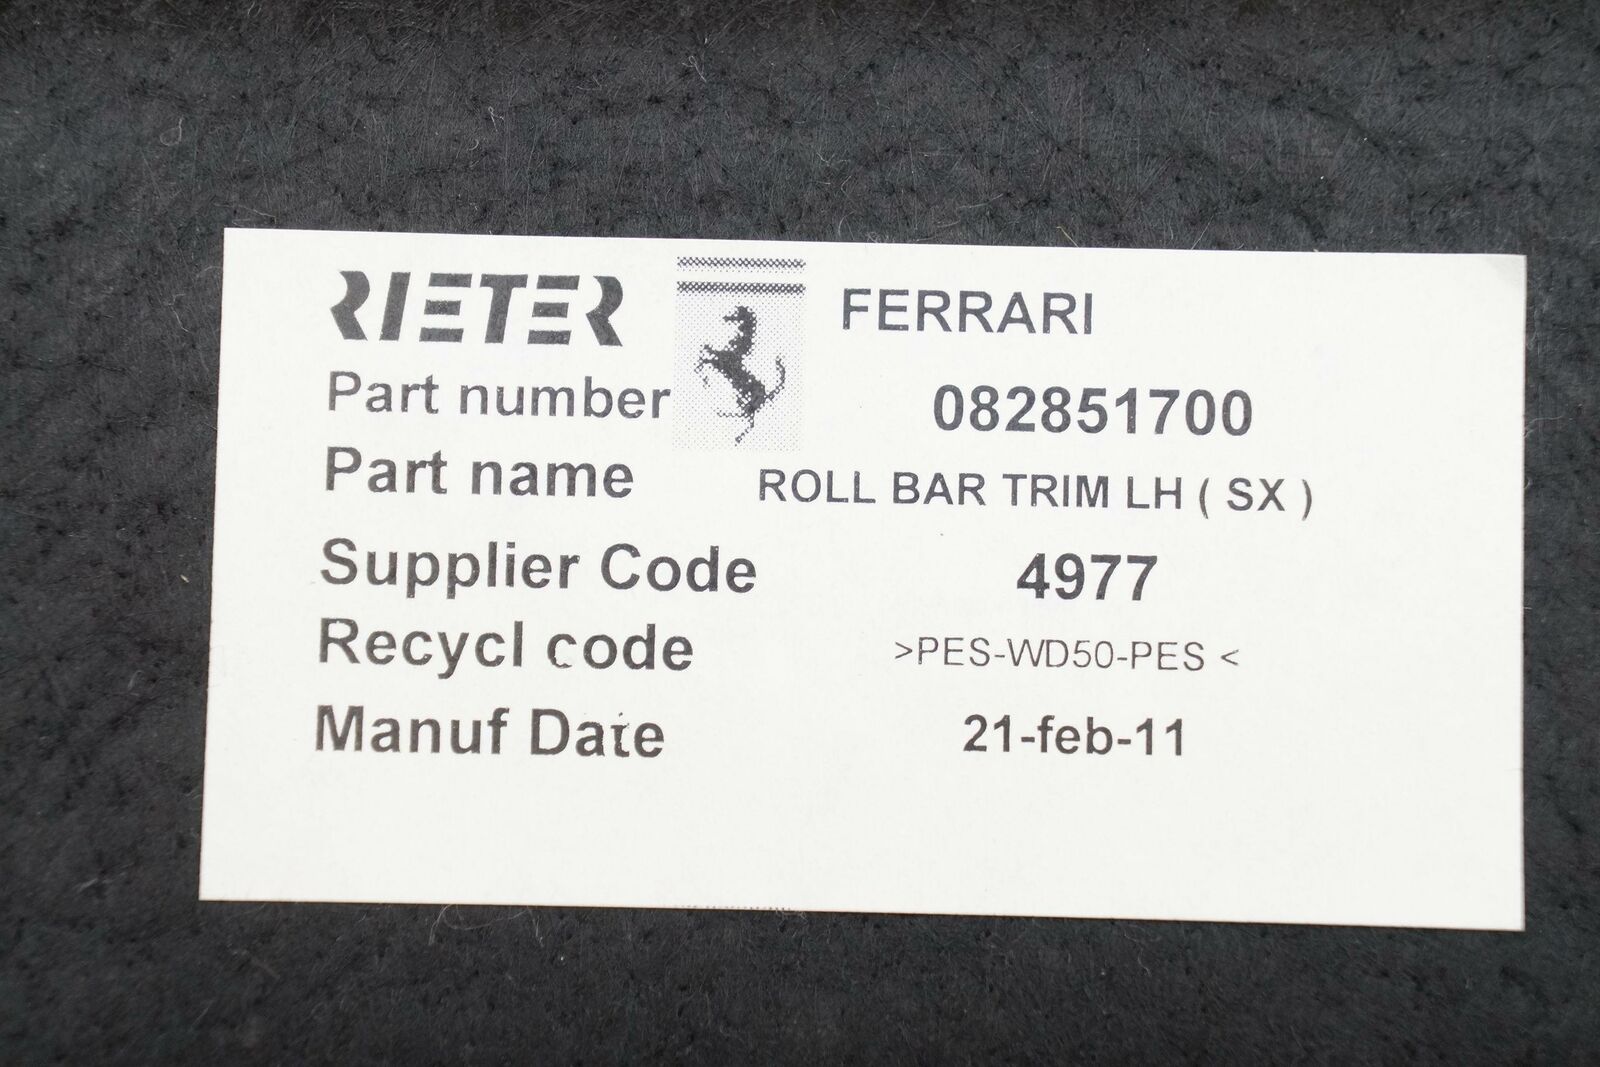 RIETER FERRARI
Part number 082851700
Part name ROLL BAR TRIM LH ( SX )
Supplier Code 4977
Recycl code >PES-WD50-PES <
Manuf Date 21-feb-11